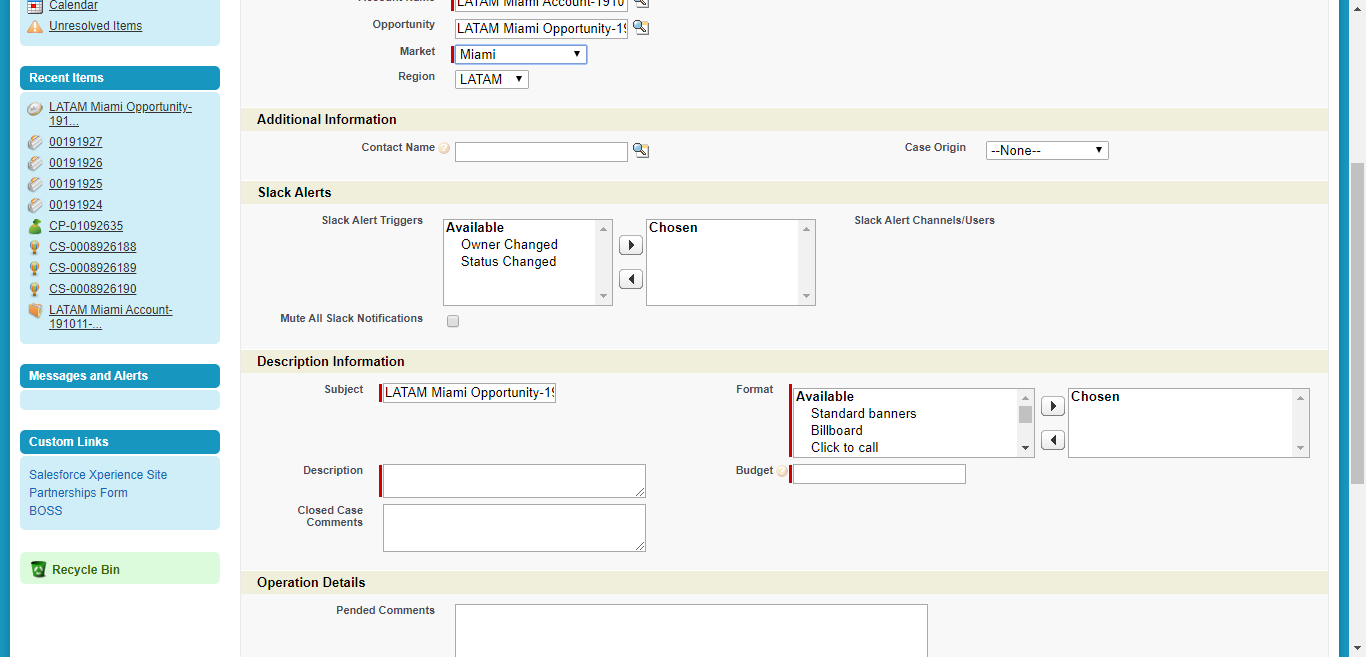 Calendar
Unresolved Items
Recent Items
LATAM Miami Opportunity-
191...
00191927
00191926
00191925
00191924
CP-01092635
CS-0008926188
CS-0008926189
CS-0008926190
LATAM Miami Account-
191011-...
Messages and Alerts
Custom Links
Salesforce Xperience Site
Partnerships Form
BOSS
Recycle Bin
LATAM Miami Account-1910
Opportunity LATAM Miami Opportunity-19
Market Miami
Region LATAM
Additional Information
Contact Name Case Origin --None--
Slack Alerts
Slack Alert Triggers Available Chosen Slack Alert Channels/Users
Owner Changed
Status Changed
Mute All Slack Notifications
Description Information
Subject LATAM Miami Opportunity-19 Format Available Chosen
Standard banners
Billboard
Click to call
Description Budget
Closed Case
Comments
Operation Details
Pended Comments